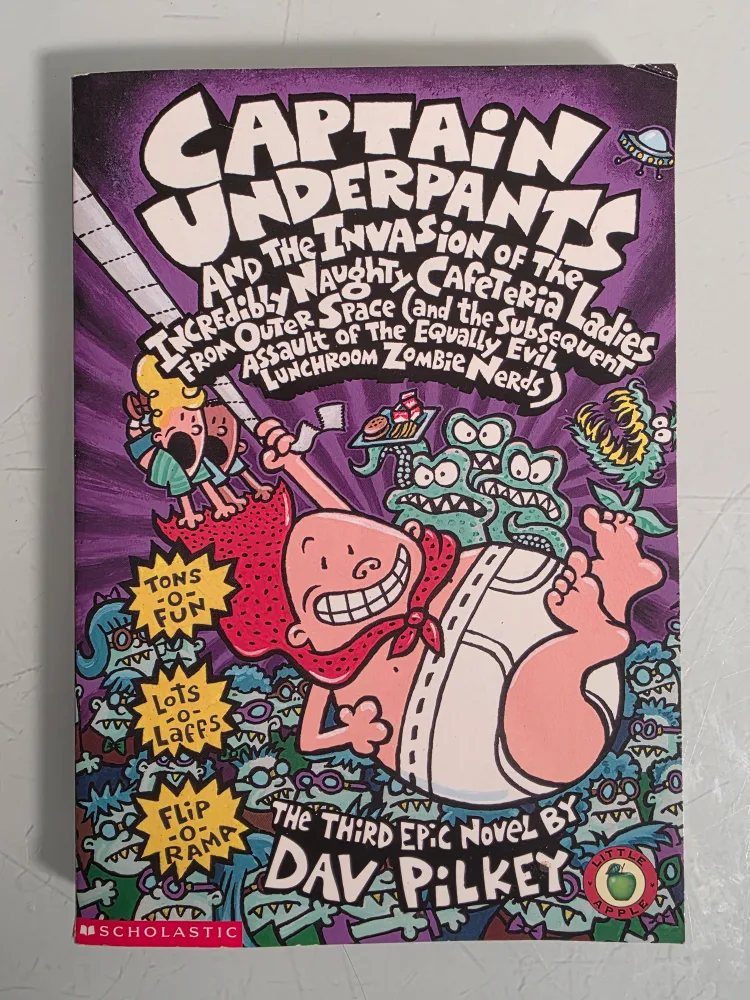 CAPTAIN
UNDERPANTS
AND THE INVASION OF THE
INCREDIBLY NAUGHTY CAFETERIA LADIES
FROM OUTER SPACE (and the SUBSEQUENT
ASSAULT OF THE EQUALLY EVIL
LUNCHROOM ZOMBIE NERDS)
TONS
-O-
FUN
LOTS
-O-
LAFFS
FLIP
-O-
RAMA
THE THIRD EPIC NOVEL BY
DAV PILKEY
LITTLE
APPLE
SCHOLASTIC